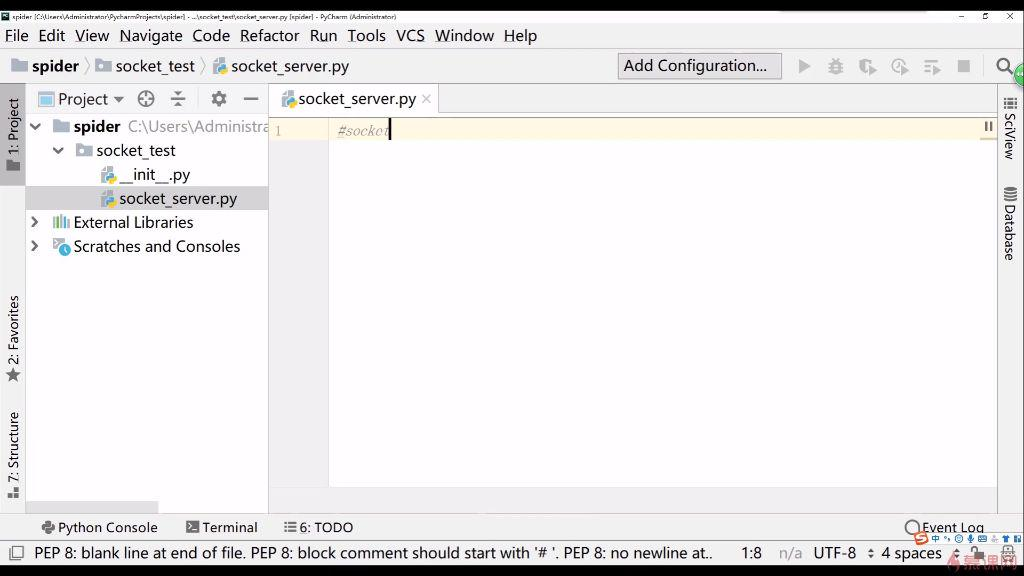 spider [C:\Users\Administrator\PycharmProjects\spider] - ...\socket_test\socket_server.py [spider] - PyCharm (Administrator)
File Edit View Navigate Code Refactor Run Tools VCS Window Help
spider socket_test socket_server.py Add Configuration...
1: Project
Project
socket_server.py
spider C:\Users\Administra
1 #socket
socket_test
__init__.py
socket_server.py
External Libraries
Scratches and Consoles
SciView
Database
2: Favorites
7: Structure
Python Console Terminal 6: TODO Event Log
中
PEP 8: blank line at end of file. PEP 8: block comment should start with '# '. PEP 8: no newline at.. 1:8 n/a UTF-8 4 spaces
慕课网